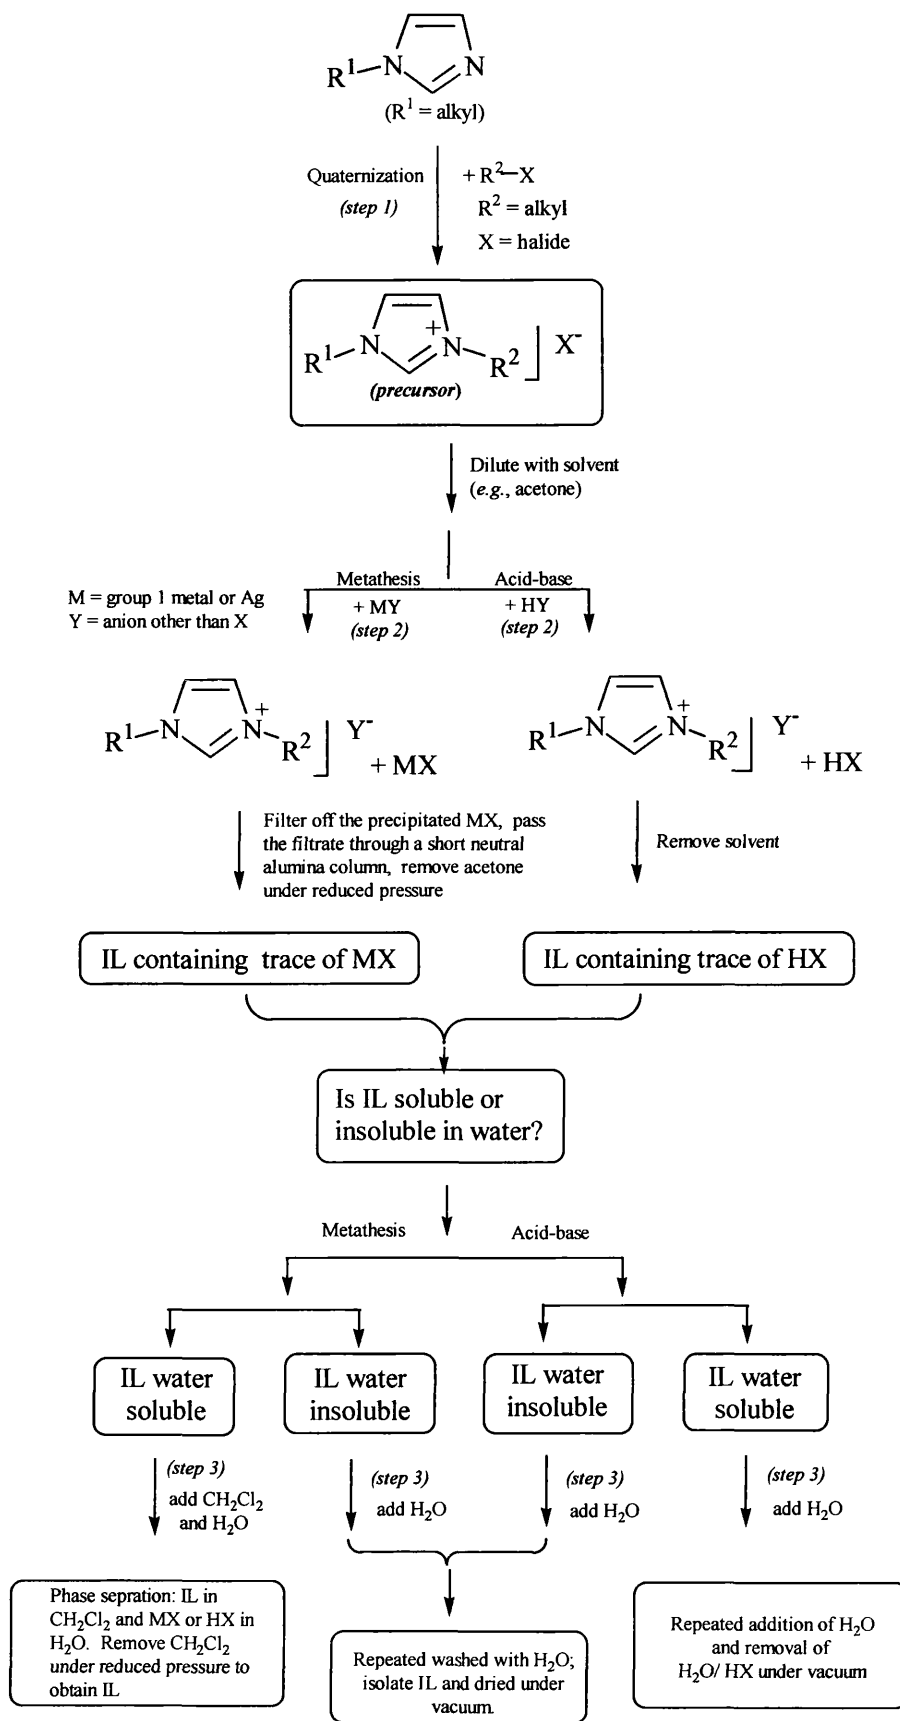 R¹ N N
(R¹ = alkyl)
Quaternization
(step 1)
+ R²—X
R² = alkyl
X = halide
R¹ N N + R² X⁻
(precursor)
Dilute with solvent
(e.g., acetone)
M = group 1 metal or Ag
Y = anion other than X
Metathesis
+ MY
(step 2)
Acid-base
+ HY
(step 2)
R¹ N N + R² Y⁻
+ MX
R¹ N N + R² Y⁻
+ HX
Filter off the precipitated MX, pass
the filtrate through a short neutral
alumina column, remove acetone
under reduced pressure
Remove solvent
IL containing trace of MX
IL containing trace of HX
Is IL soluble or
insoluble in water?
Metathesis
Acid-base
IL water
soluble
IL water
insoluble
IL water
insoluble
IL water
soluble
(step 3)
add CH₂Cl₂
and H₂O
(step 3)
add H₂O
(step 3)
add H₂O
(step 3)
add H₂O
Phase sepration: IL in
CH₂Cl₂ and MX or HX in
H₂O. Remove CH₂Cl₂
under reduced pressure to
obtain IL
Repeated washed with H₂O;
isolate IL and dried under
vacuum.
Repeated addition of H₂O
and removal of
H₂O/ HX under vacuum